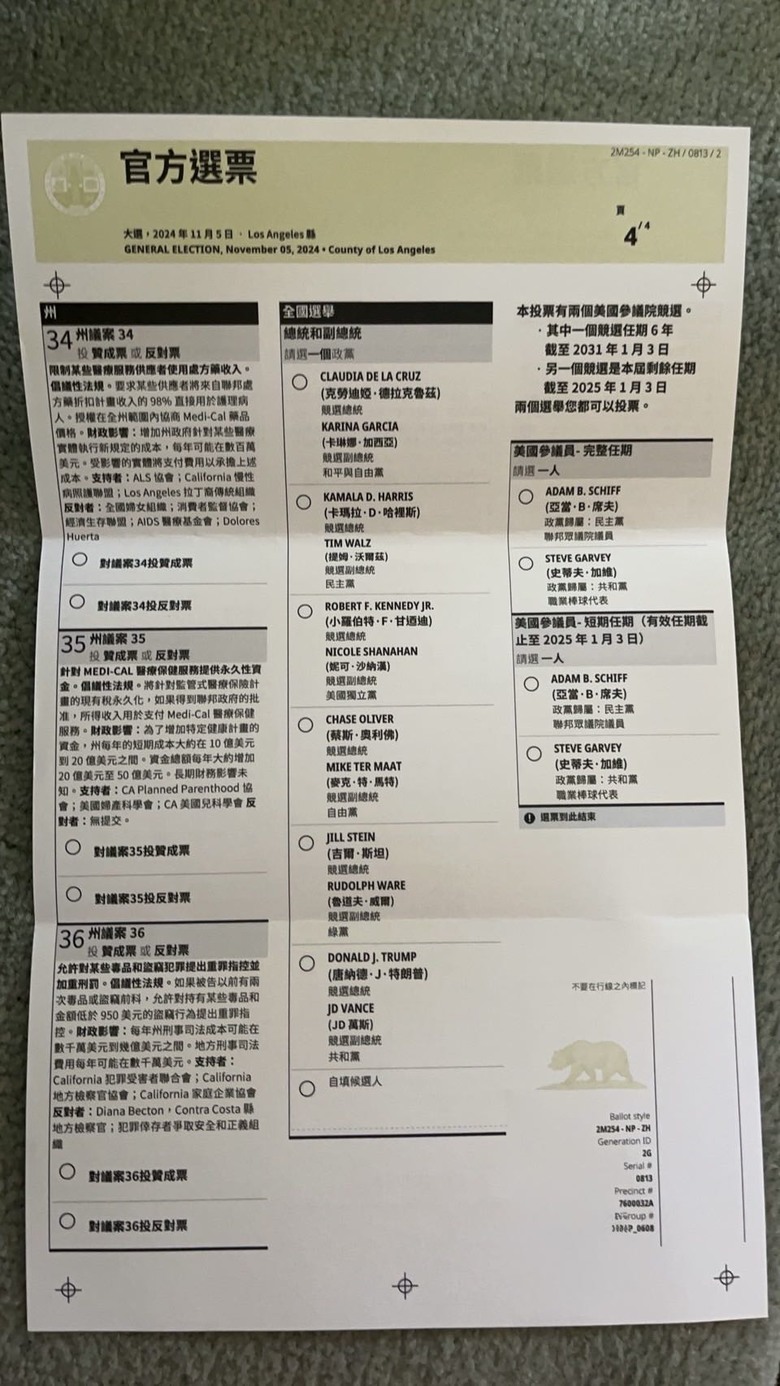 官方選票
2M254 - NP - ZH / 0813 / 2
大選，2024 年 11 月 5 日 · Los Angeles 縣
GENERAL ELECTION, November 05, 2024 • County of Los Angeles
頁
4/4
州
34 州議案 34
投 贊成票 或 反對票
限制某些醫療服務供應者使用處方藥收入。
倡議性法規。要求某些供應者將來自聯邦處
方藥折扣計畫收入的 98% 直接用於護理病
人。授權在全州範圍內協商 Medi-Cal 藥品
價格。財政影響：增加州政府針對某些醫療
實體執行新規定的成本，每年可能在數百萬
美元。受影響的實體將支付費用以承擔上述
成本。支持者：ALS 協會；California 慢性
病照護聯盟；Los Angeles 拉丁裔傳統組織
反對者：全國婦女組織；消費者監督協會；
經濟生存聯盟；AIDS 醫療基金會；Dolores
Huerta
對議案34投贊成票
對議案34投反對票
35 州議案 35
投 贊成票 或 反對票
針對 MEDI-CAL 醫療保健服務提供永久性資
金。倡議性法規。將針對監管式醫療保險計
畫的現有稅永久化，如果得到聯邦政府的批
准，所得收入用於支付 Medi-Cal 醫療保健
服務。財政影響：為了增加特定健康計畫的
資金，州每年的短期成本大約在 10 億美元
到 20 億美元之間。資金總額每年大約增加
20 億美元至 50 億美元。長期財務影響未
知。支持者：CA Planned Parenthood 協
會；美國婦產科學會；CA 美國兒科學會 反
對者：無提交。
對議案35投贊成票
對議案35投反對票
36 州議案 36
投 贊成票 或 反對票
允許對某些毒品和盜竊犯罪提出重罪指控並
加重刑罰。倡議性法規。如果被告以前有兩
次毒品或盜竊前科，允許對持有某些毒品和
金額低於 950 美元的盜竊行為提出重罪指
控。財政影響：每年州刑事司法成本可能在
數千萬美元到幾億美元之間。地方刑事司法
費用每年可能在數千萬美元。支持者：
California 犯罪受害者聯合會；California
地方檢察官協會；California 家庭企業協會
反對者：Diana Becton，Contra Costa 縣
地方檢察官；犯罪倖存者爭取安全和正義組
織
對議案36投贊成票
對議案36投反對票
全國選舉
總統和副總統
請選一個政黨
CLAUDIA DE LA CRUZ
(克勞迪婭·德拉克魯茲)
競選總統
KARINA GARCIA
(卡琳娜·加西亞)
競選副總統
和平與自由黨
KAMALA D. HARRIS
(卡瑪拉·D·哈裡斯)
競選總統
TIM WALZ
(提姆·沃爾茲)
競選副總統
民主黨
ROBERT F. KENNEDY JR.
(小羅伯特·F·甘迺迪)
競選總統
NICOLE SHANAHAN
(妮可·沙納漢)
競選副總統
美國獨立黨
CHASE OLIVER
(蔡斯·奧利佛)
競選總統
MIKE TER MAAT
(麥克·特·馬特)
競選副總統
自由黨
JILL STEIN
(吉爾·斯坦)
競選總統
RUDOLPH WARE
(魯道夫·威爾)
競選副總統
綠黨
DONALD J. TRUMP
(唐納德·J·特朗普)
競選總統
JD VANCE
(JD 萬斯)
競選副總統
共和黨
自填候選人
本投票有兩個美國參議院競選。
· 其中一個競選任期 6 年
截至 2031 年 1 月 3 日
· 另一個競選是本屆剩餘任期
截至 2025 年 1 月 3 日
兩個選舉您都可以投票。
美國參議員- 完整任期
請選 一人
ADAM B. SCHIFF
(亞當·B·席夫)
政黨歸屬：民主黨
聯邦眾議院議員
STEVE GARVEY
(史蒂夫·加維)
政黨歸屬：共和黨
職業棒球代表
美國參議員- 短期任期（有效任期截
止至 2025 年 1 月 3 日）
請選 一人
ADAM B. SCHIFF
(亞當·B·席夫)
政黨歸屬：民主黨
聯邦眾議院議員
STEVE GARVEY
(史蒂夫·加維)
政黨歸屬：共和黨
職業棒球代表
選票到此結束
不要在行線之內標記
Ballot style
2M254 - NP - ZH
Generation ID
2G
Serial #
0813
Precinct #
7600032A
Group #